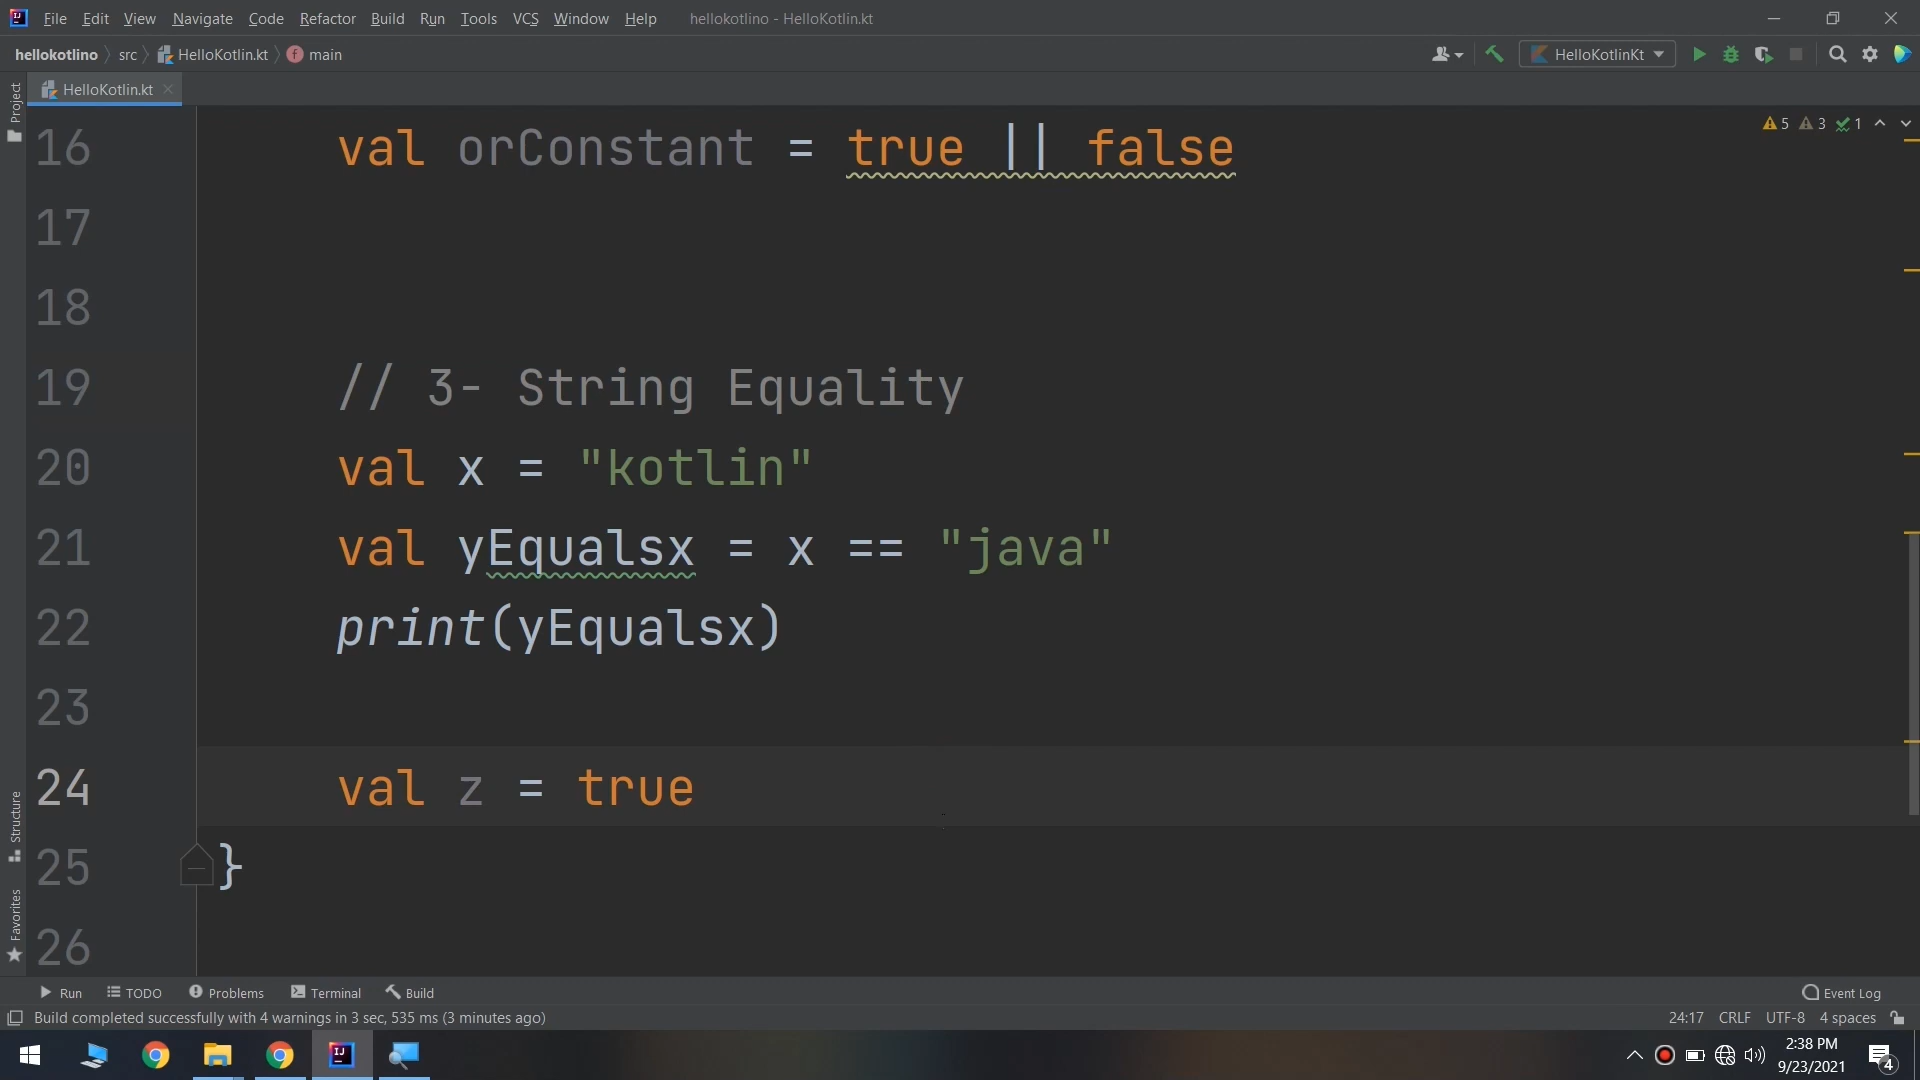 File Edit View Navigate Code Refactor Build Run Tools VCS Window Help hellokotlino - HelloKotlin.kt
hellokotlino src HelloKotlin.kt main HelloKotlinKt
Project
HelloKotlin.kt
5 3 1
16 val orConstant = true || false
17
18
19 // 3- String Equality
20 val x = "kotlin"
21 val yEqualsx = x == "java"
22 print(yEqualsx)
23
24 val z = true
25 }
26
Structure
Favorites
Run TODO Problems Terminal Build Event Log
Build completed successfully with 4 warnings in 3 sec, 535 ms (3 minutes ago) 24:17 CRLF UTF-8 4 spaces
2:38 PM
9/23/2021
4